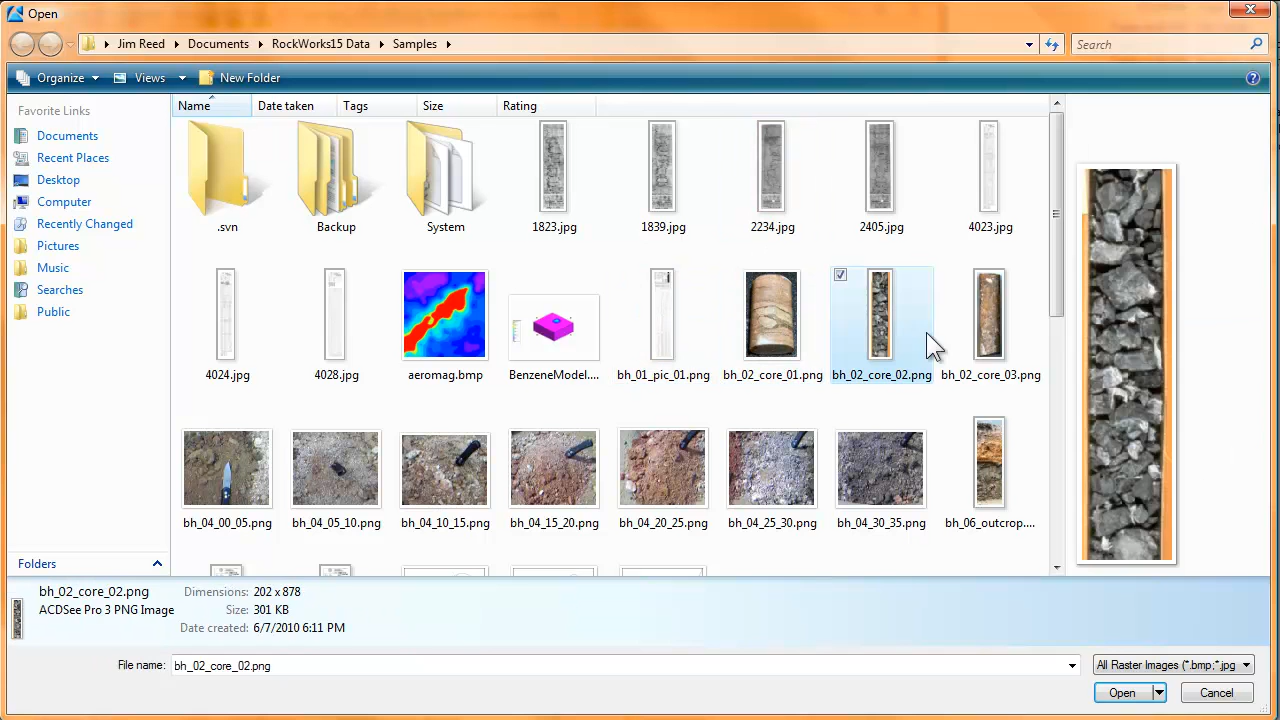 Open
Jim Reed Documents RockWorks15 Data Samples
Search
Organize Views New Folder
Favorite Links
Documents
Recent Places
Desktop
Computer
Recently Changed
Pictures
Music
Searches
Public
Folders
Name Date taken Tags Size Rating
.svn Backup System 1823.jpg 1839.jpg 2234.jpg 2405.jpg 4023.jpg
4024.jpg 4028.jpg aeromag.bmp BenzeneModel.... bh_01_pic_01.png bh_02_core_01.png bh_02_core_02.png bh_02_core_03.png
bh_04_00_05.png bh_04_05_10.png bh_04_10_15.png bh_04_15_20.png bh_04_20_25.png bh_04_25_30.png bh_04_30_35.png bh_06_outcrop....
bh_02_core_02.png Dimensions: 202 x 878
ACDSee Pro 3 PNG Image Size: 301 KB
Date created: 6/7/2010 6:11 PM
File name: bh_02_core_02.png All Raster Images (*.bmp;*.jpg
Open Cancel